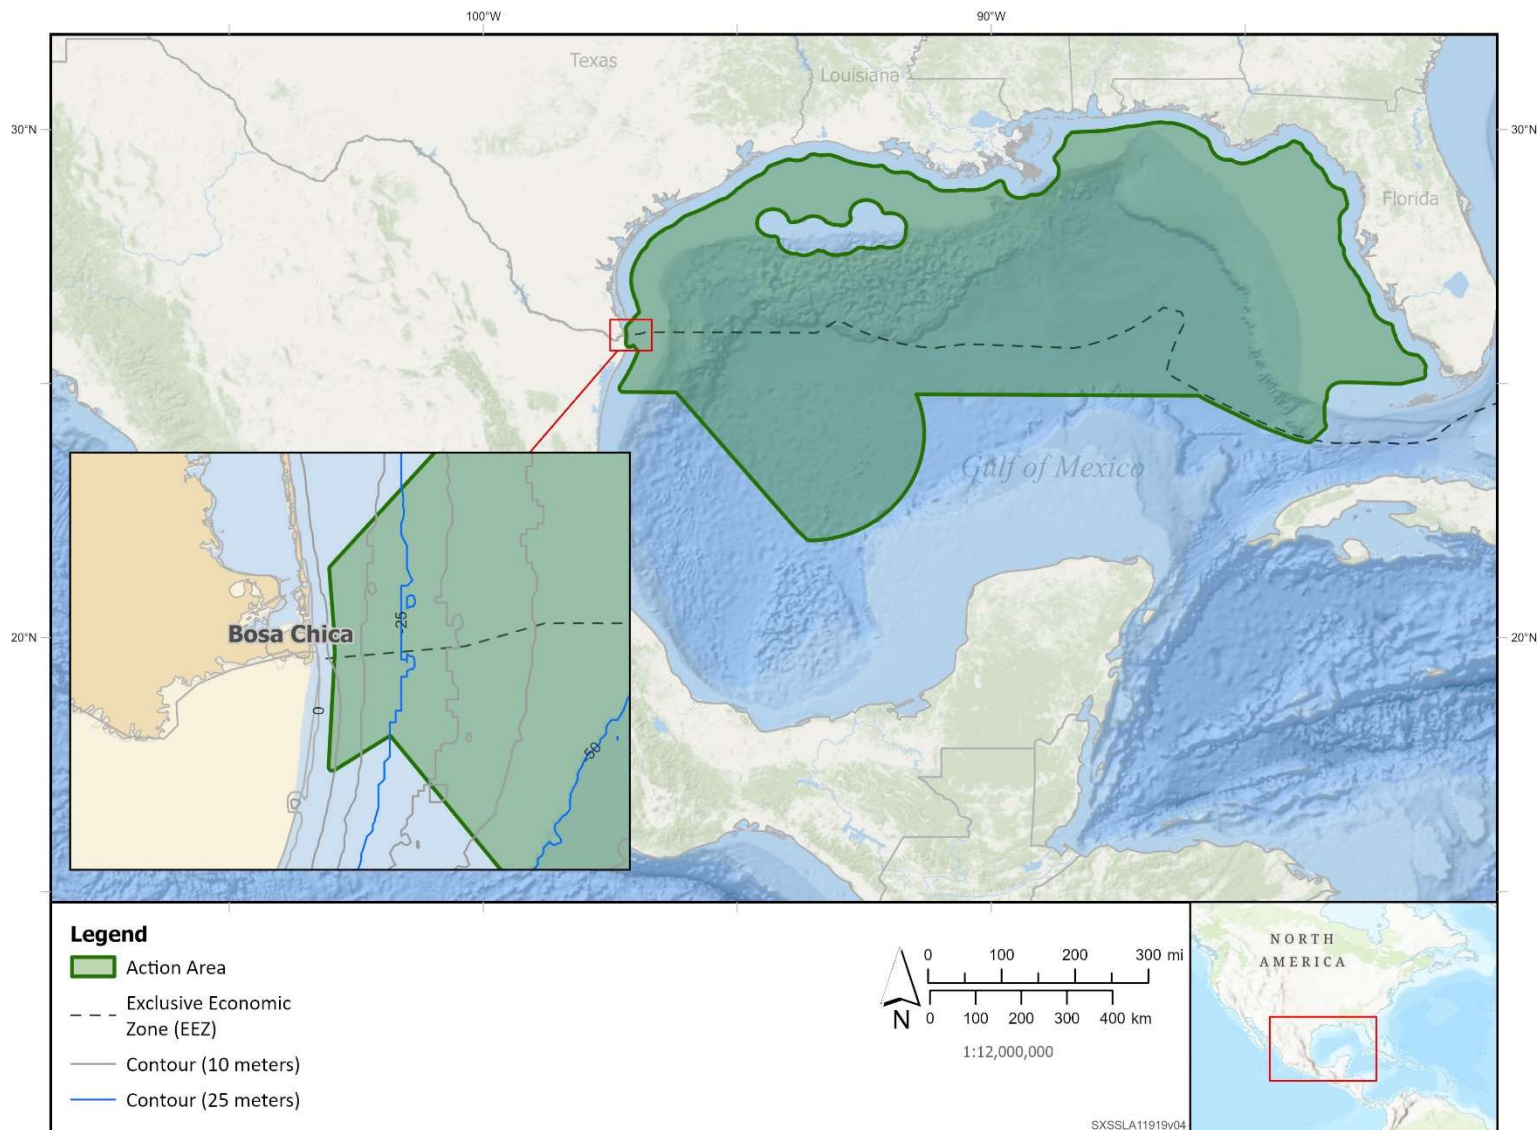 100°W
90°W
Texas
Louisiana
30°N
30°N
Florida
Gulf of Mexico
-25
Bosa Chica
20°N
20°N
0
-50
Legend
Action Area
Exclusive Economic
Zone (EEZ)
Contour (10 meters)
Contour (25 meters)
N
0 100 200 300 mi
0 100 200 300 400 km
1:12,000,000
SXSSLA11919v04
NORTH
AMERICA